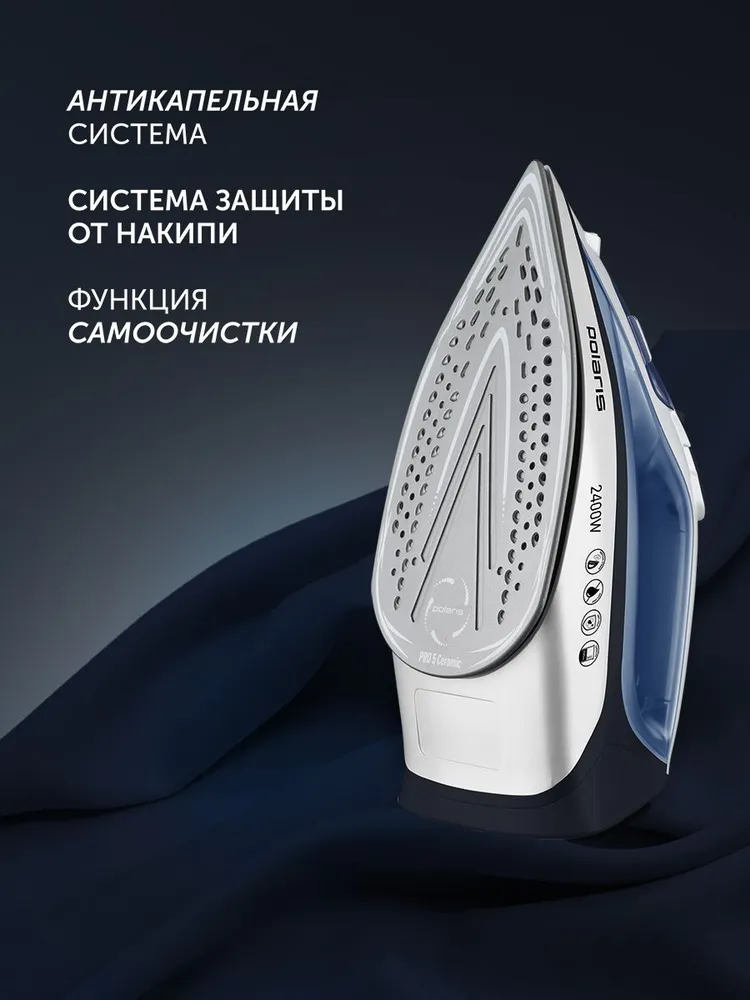 АНТИКАПЕЛЬНАЯ
СИСТЕМА
СИСТЕМА ЗАЩИТЫ
ОТ НАКИПИ
ФУНКЦИЯ
САМООЧИСТКИ
polaris
2400W
polaris
PRO 5 Ceramic